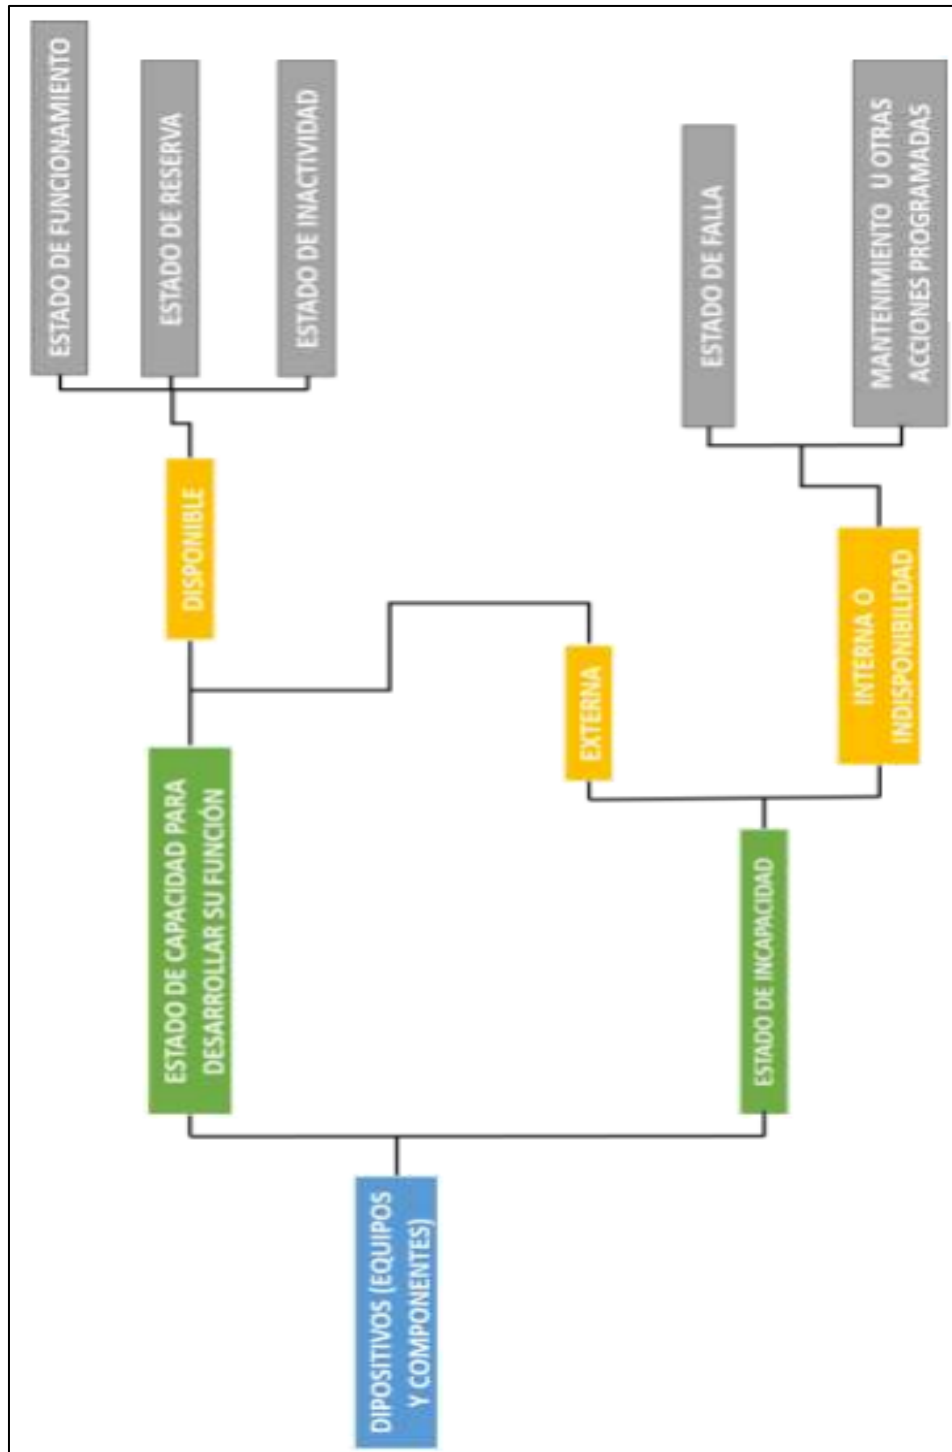 DIPOSITIVOS (EQUIPOS
Y COMPONENTES)
ESTADO DE CAPACIDAD PARA
DESARROLLAR SU FUNCIÓN
ESTADO DE INCAPACIDAD
DISPONIBLE
EXTERNA
INTERNA O
INDISPONIBILIDAD
ESTADO DE FUNCIONAMIENTO
ESTADO DE RESERVA
ESTADO DE INACTIVIDAD
ESTADO DE FALLA
MANTENIMIENTO U OTRAS
ACCIONES PROGRAMADAS